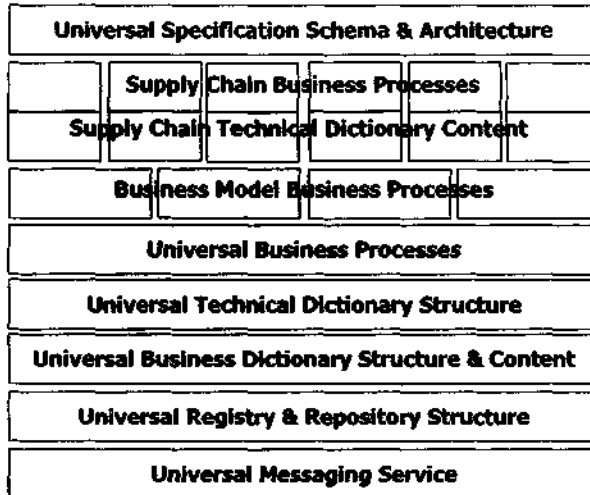 Universal Specification Schema & Architecture
Supply Chain Business Processes
Supply Chain Technical Dictionary Content
Business Model Business Processes
Universal Business Processes
Universal Technical Dictionary Structure
Universal Business Dictionary Structure & Content
Universal Registry & Repository Structure
Universal Messaging Service